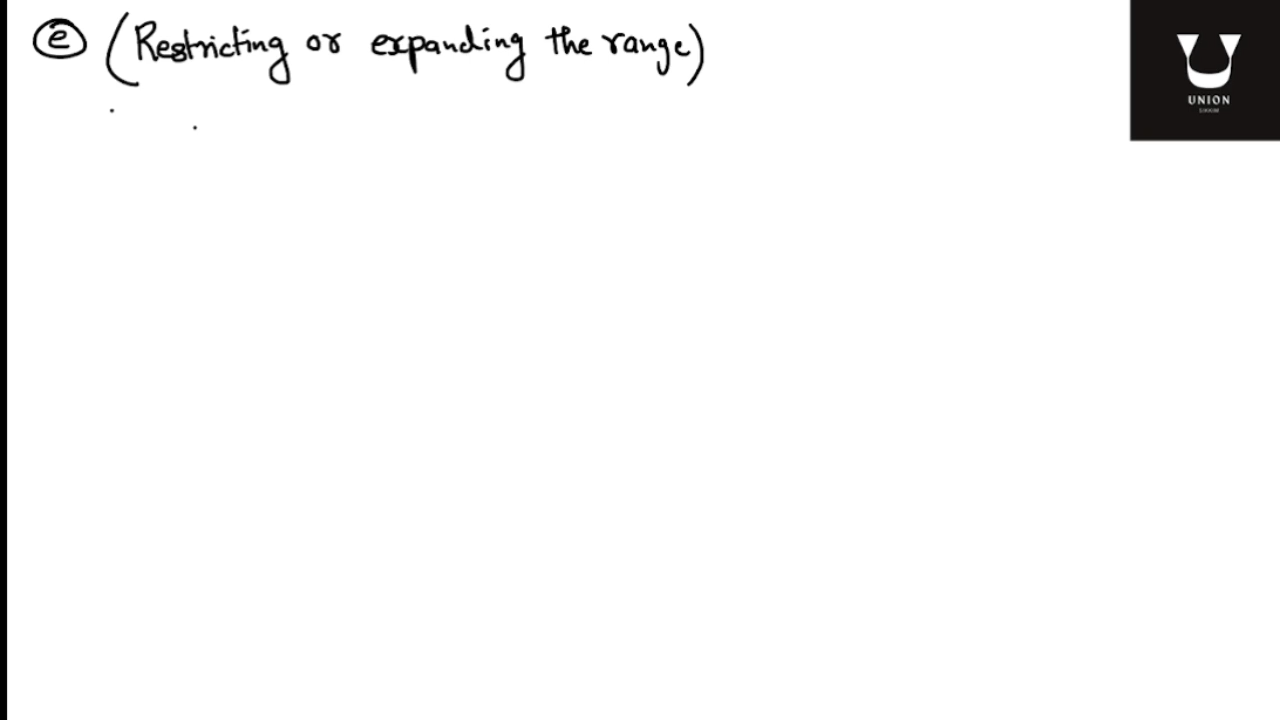 ⓔ (Restricting or expanding the range)
UNION